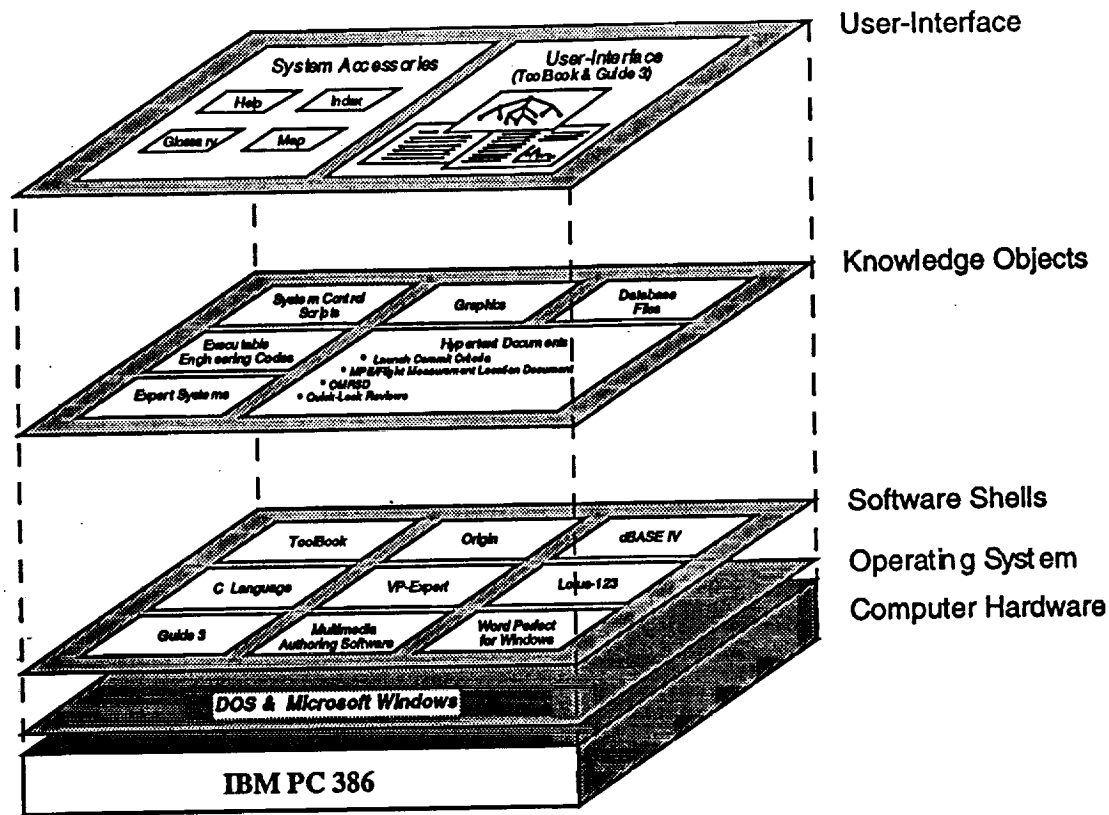 User-Interface
System Accessories
User-Interface
(ToolBook & Guide 3)
Help
Index
Glossary
Map
Knowledge Objects
System Control
Scripts
Graphics
Database
Files
Executable
Engineering Codes
Hypertext Documents
* Launch Commit Criteria
* MPE/Flight Measurement Location Document
* OMRSD
* Quick-Look Reviews
Expert Systems
Software Shells
ToolBook
Origin
dBASE IV
Operating System
C Language
VP-Expert
Lotus-123
Computer Hardware
Guide 3
Multimedia
Authoring Software
Word Perfect
for Windows
DOS & Microsoft Windows
IBM PC 386